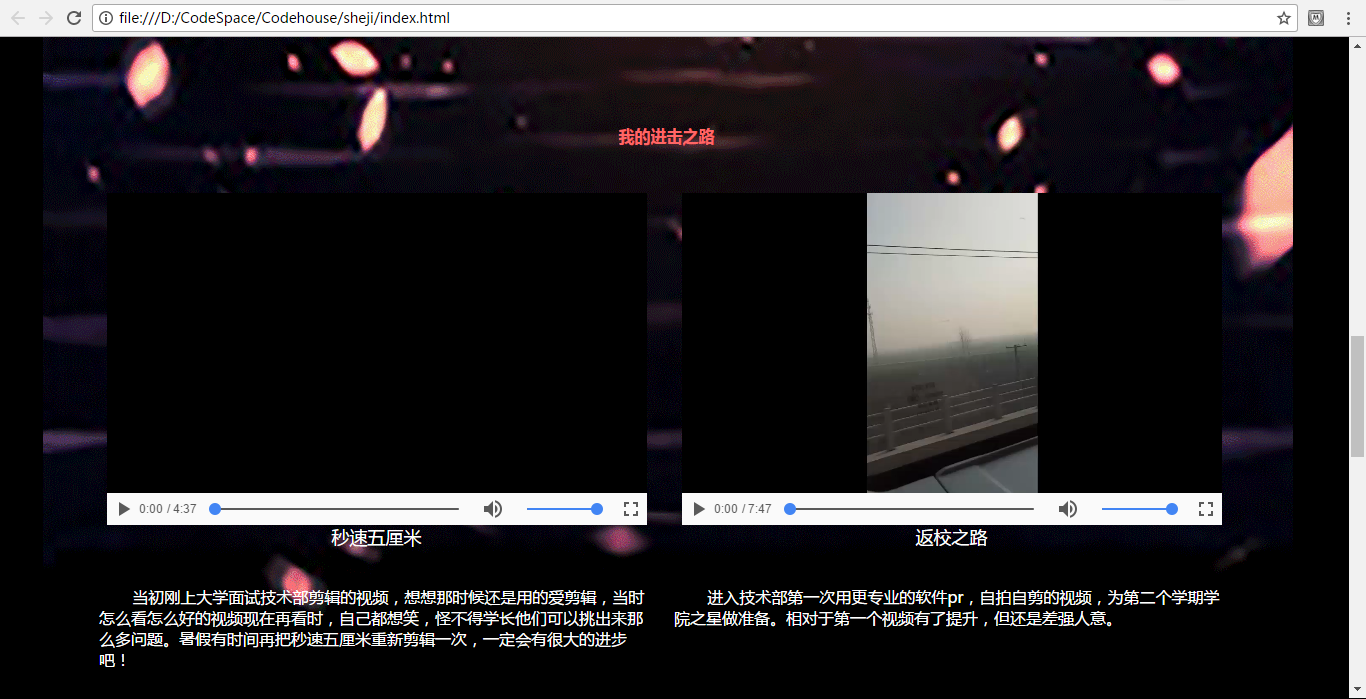 file:///D:/CodeSpace/Codehouse/sheji/index.html
我的进击之路
0:00 / 4:37
0:00 / 7:47
秒速五厘米
返校之路
当初刚上大学面试技术部剪辑的视频，想想那时候还是用的爱剪辑，当时
怎么看怎么好的视频现在再看时，自己都想笑，怪不得学长他们可以挑出来那
么多问题。暑假有时间再把秒速五厘米重新剪辑一次，一定会有很大的进步
吧！
进入技术部第一次用更专业的软件pr，自拍自剪的视频，为第二个学期学
院之星做准备。相对于第一个视频有了提升，但还是差强人意。